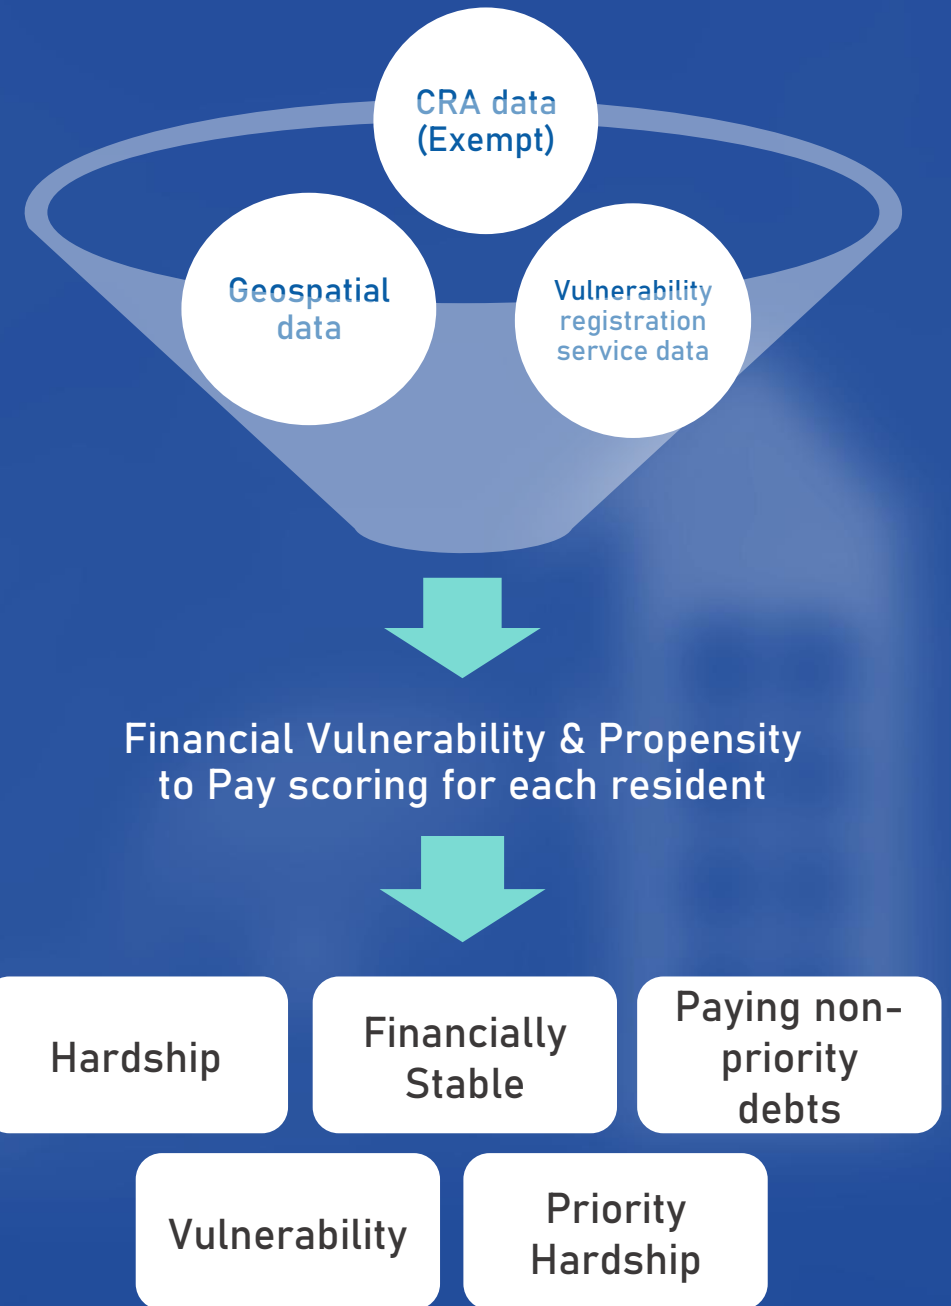 CRA data
(Exempt)
Geospatial
data
Vulnerability
registration
service data
Financial Vulnerability & Propensity
to Pay scoring for each resident
Hardship
Financially
Stable
Paying non-
priority
debts
Vulnerability
Priority
Hardship